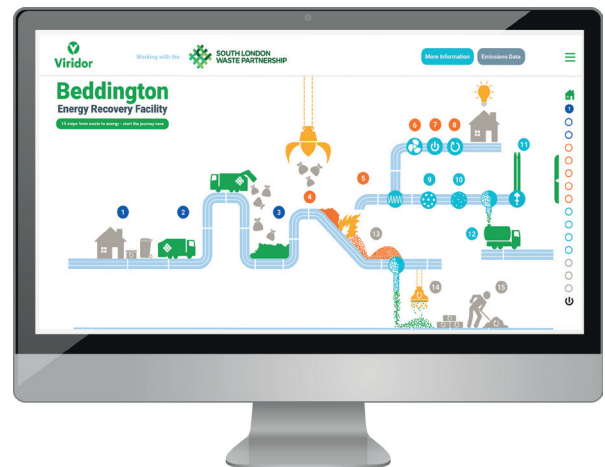 Viridor
Working with the
SOUTH LONDON
WASTE PARTNERSHIP
More Information
Emissions Data
Beddington
Energy Recovery Facility
15 steps from waste to energy - start the journey here
1
2
3
4
5
6
7
8
9
10
11
12
13
14
15
1